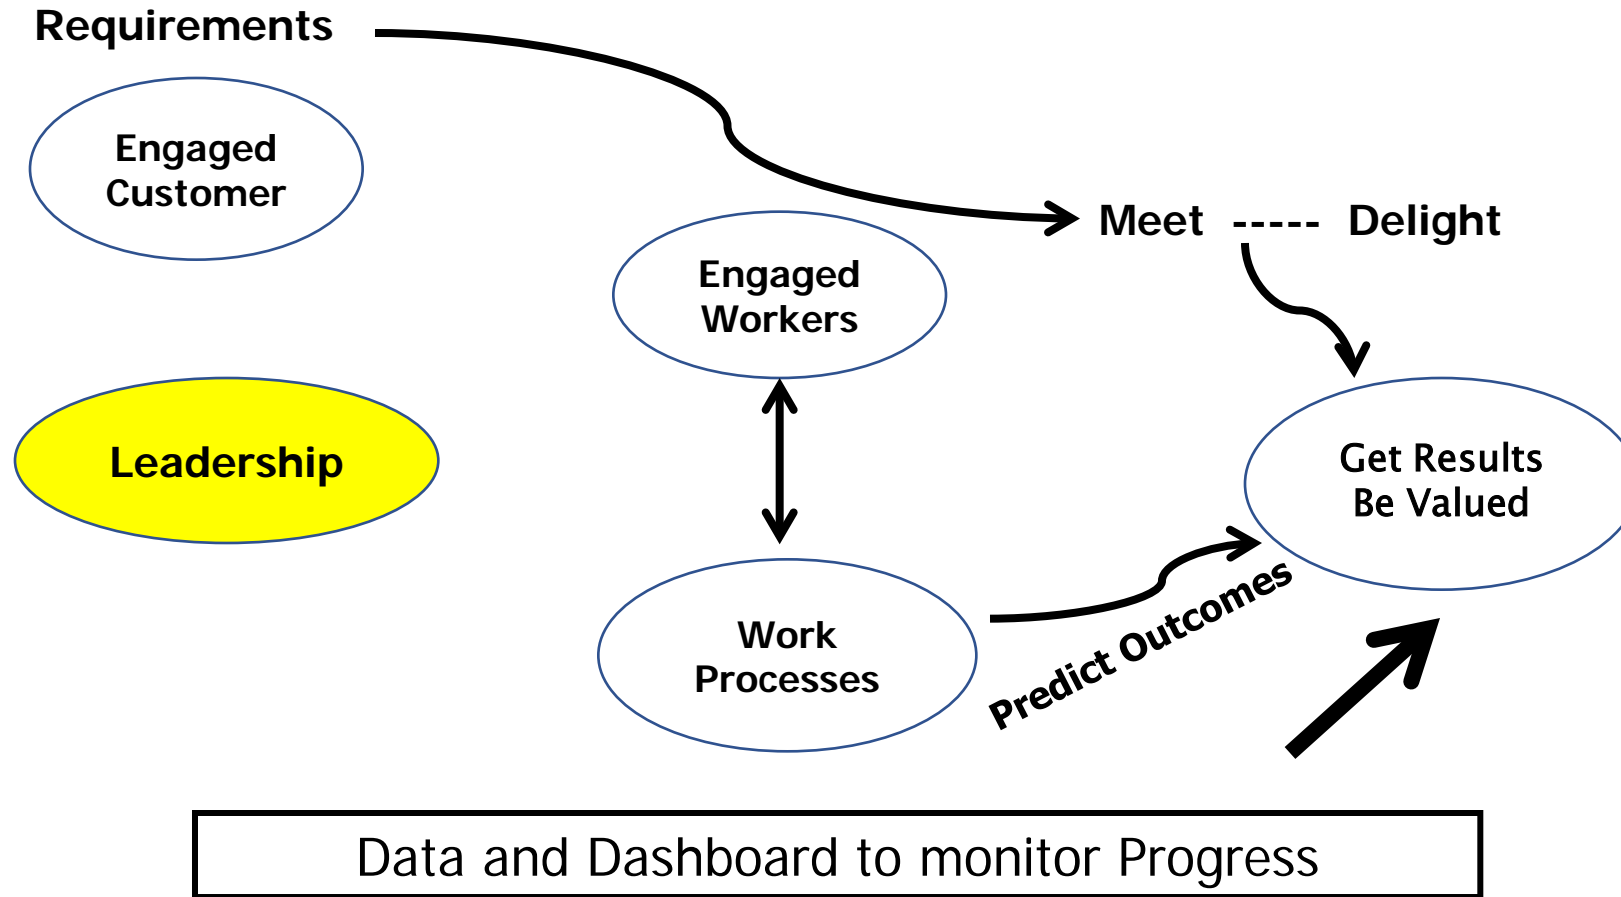 Requirements
Engaged
Customer
Meet ----- Delight
Engaged
Workers
Leadership
Get Results
Be Valued
Work
Processes
Predict Outcomes
Data and Dashboard to monitor Progress